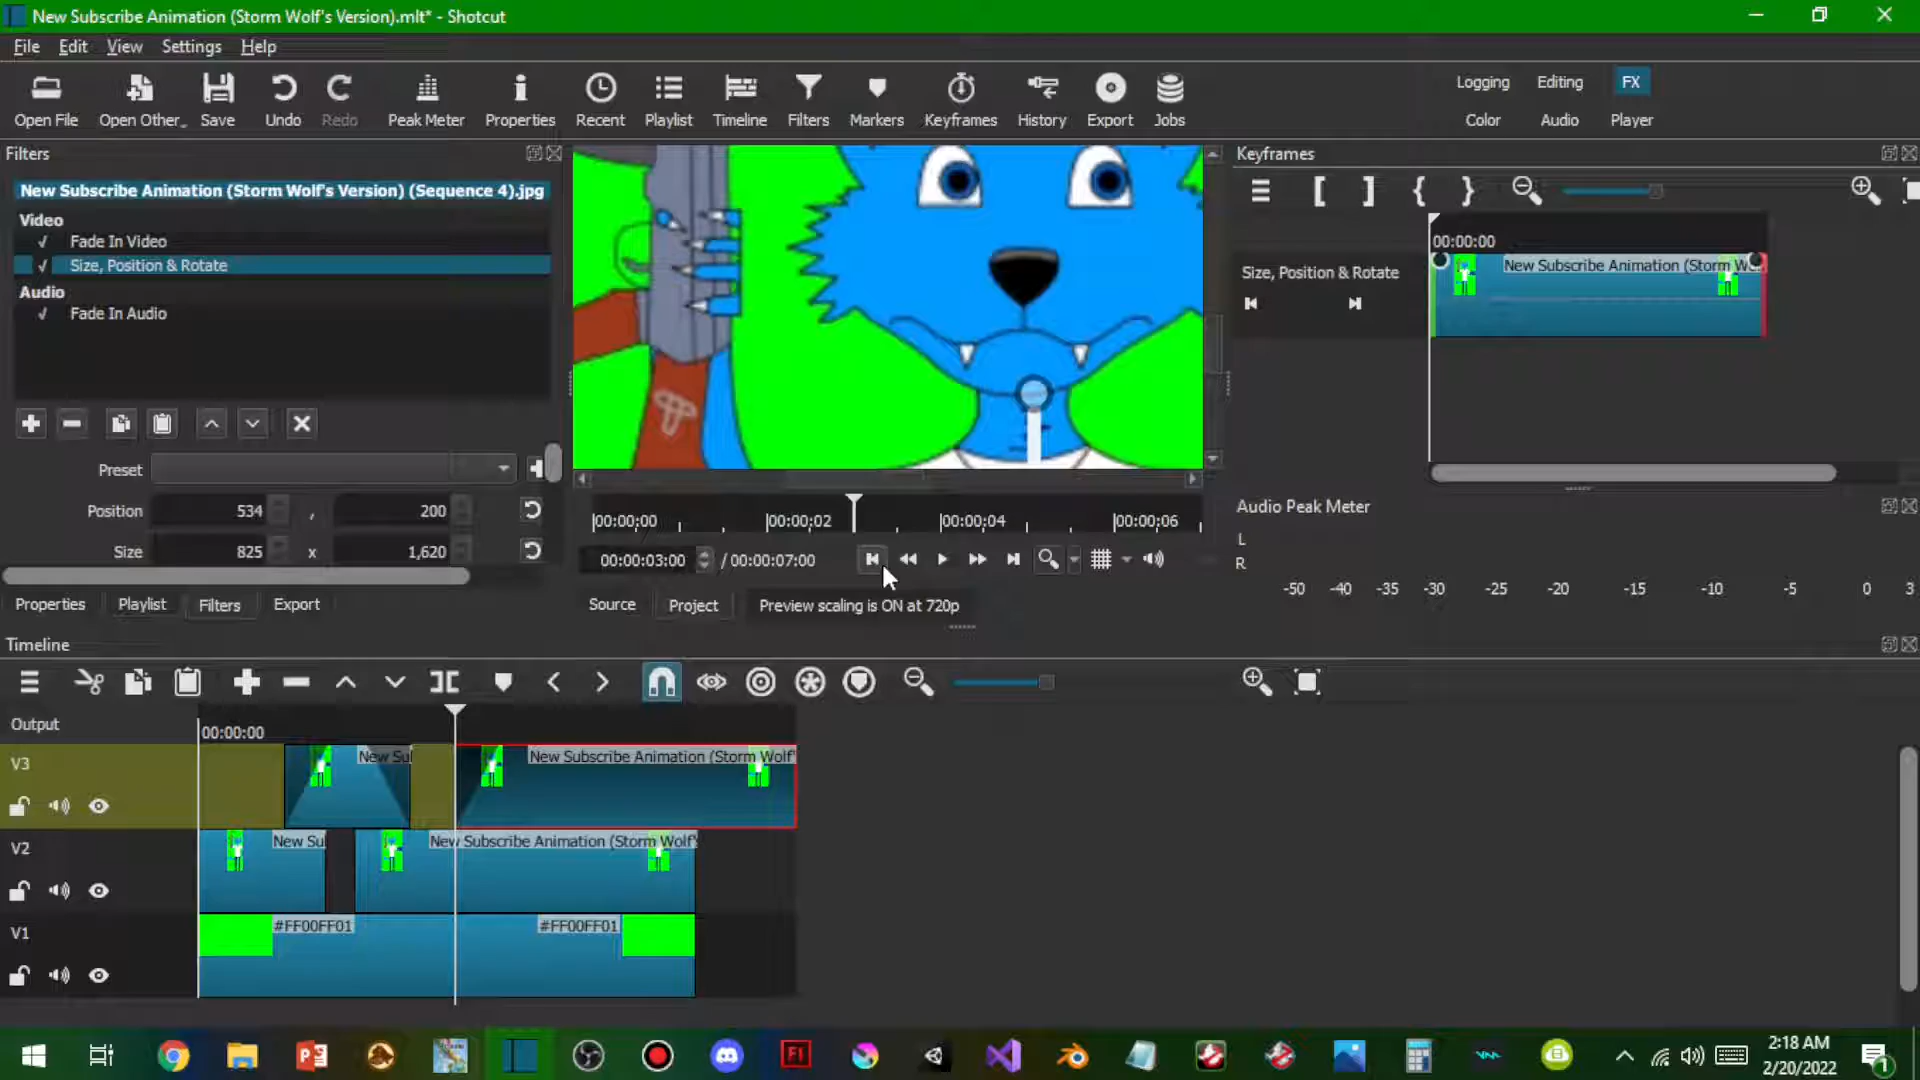 New Subscribe Animation (Storm Wolf's Version).mlt* - Shotcut
File Edit View Settings Help
Open File Open Other.. Save Undo Redo Peak Meter Properties Recent Playlist Timeline Filters Markers Keyframes History Export Jobs
Logging Editing FX
Color Audio Player
Filters
New Subscribe Animation (Storm Wolf's Version) (Sequence 4).jpg
Video
Fade In Video
Size, Position & Rotate
Audio
Fade In Audio
Preset
Position 534 , 200
Size 825 x 1,620
Properties Playlist Filters Export
00:00:00 00:00:02 00:00:04 00:00:06
00:00:03:00 / 00:00:07:00
Source Project Preview scaling is ON at 720p
Keyframes
00:00:00
Size, Position & Rotate
New Subscribe Animation (Storm Wo
Audio Peak Meter
L
R
-50 -40 -35 -30 -25 -20 -15 -10 -5 0 3
Timeline
Output
00:00:00
V3
New Sul
New Subscribe Animation (Storm Wolf'
V2
New Su
New Subscribe Animation (Storm Wolf'
V1
#FF00FF01
#FF00FF01
2:18 AM
2/20/2022
1